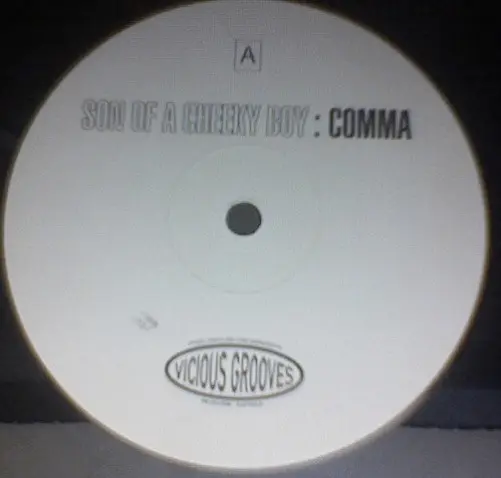 A
SON OF A CHEEKY BOY : COMMA
VICIOUS GROOVES